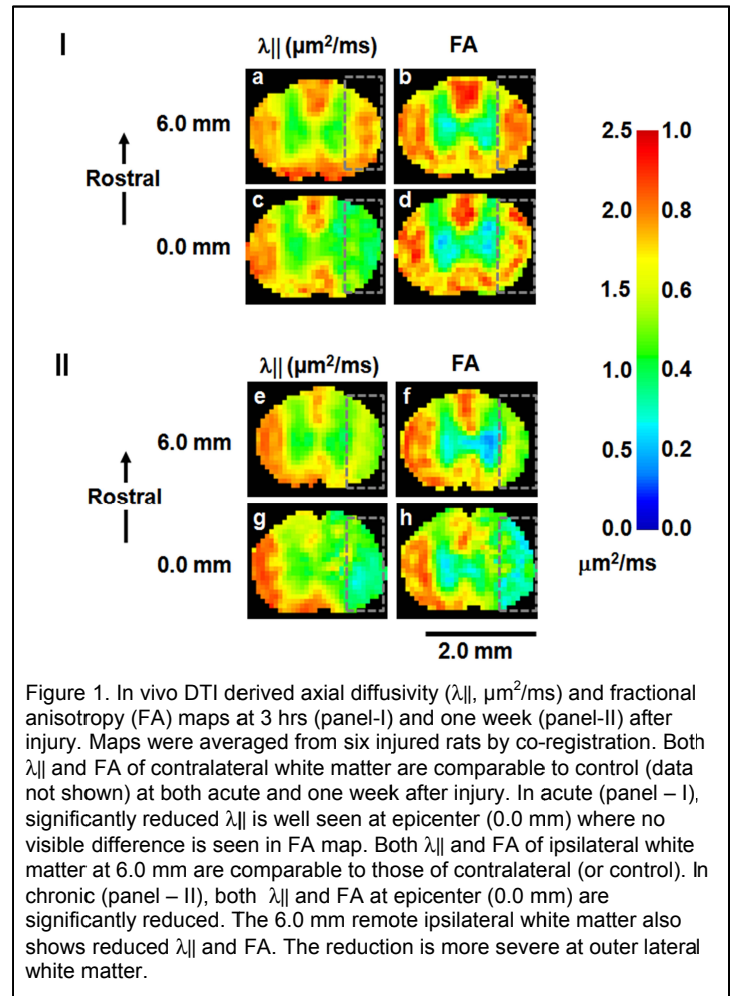 I
λ|| (µm²/ms) FA
a b
6.0 mm
Rostral
c d
0.0 mm
2.5 1.0
2.0 0.8
1.5 0.6
1.0 0.4
0.5 0.2
0.0 0.0
µm²/ms
II
λ|| (µm²/ms) FA
e f
6.0 mm
Rostral
g h
0.0 mm
2.0 mm
Figure 1. In vivo DTI derived axial diffusivity (λ||, µm²/ms) and fractional
anisotropy (FA) maps at 3 hrs (panel-I) and one week (panel-II) after
injury. Maps were averaged from six injured rats by co-registration. Both
λ|| and FA of contralateral white matter are comparable to control (data
not shown) at both acute and one week after injury. In acute (panel – I),
significantly reduced λ|| is well seen at epicenter (0.0 mm) where no
visible difference is seen in FA map. Both λ|| and FA of ipsilateral white
matter at 6.0 mm are comparable to those of contralateral (or control). In
chronic (panel – II), both λ|| and FA at epicenter (0.0 mm) are
significantly reduced. The 6.0 mm remote ipsilateral white matter also
shows reduced λ|| and FA. The reduction is more severe at outer lateral
white matter.